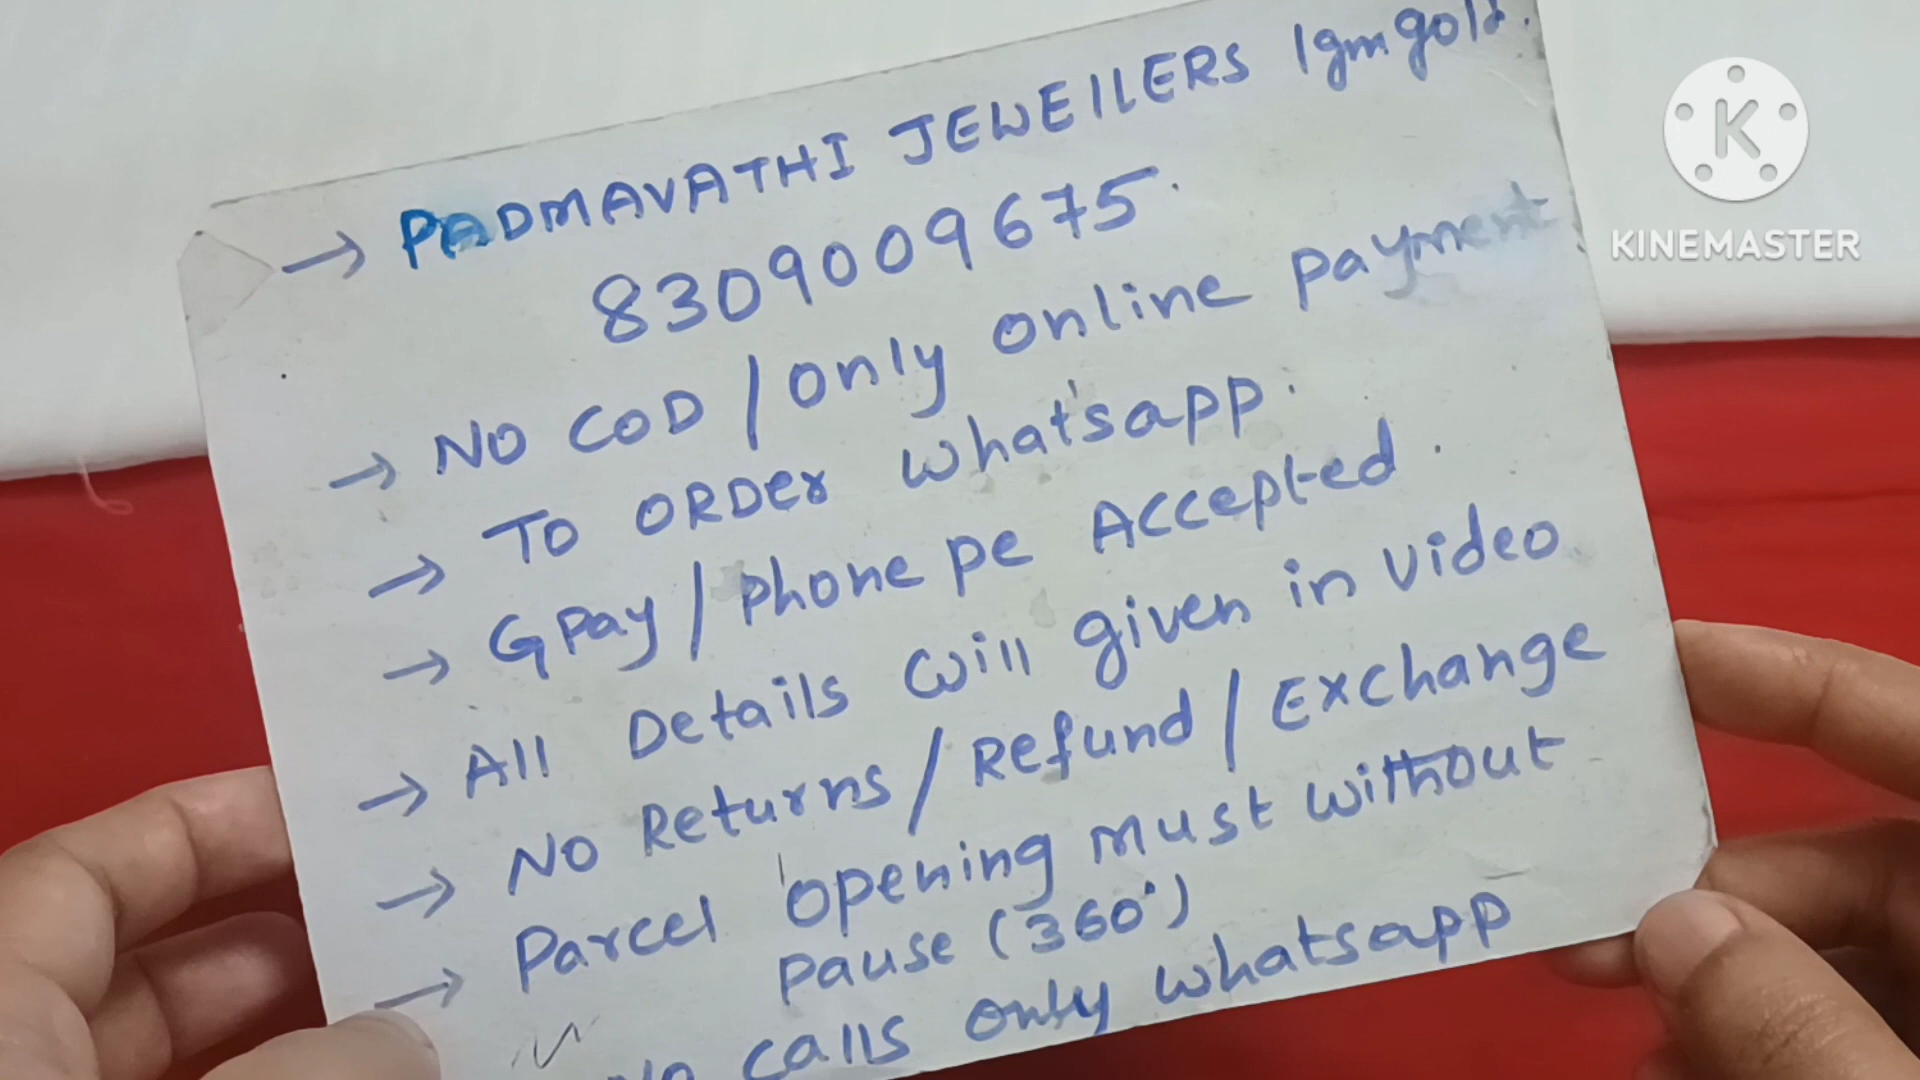 → PADMAVATHI JEWEllERS 1gm gold.
8309009675.
→ NO COD / only online payment
→ TO ORDER whatsapp.
→ GPay / phone pe Accepted.
→ All Details will given in video
→ NO Returns / Refund / Exchange
→ Parcel opening must without
pause (360°)
No calls only whatsapp
K
KINEMASTER